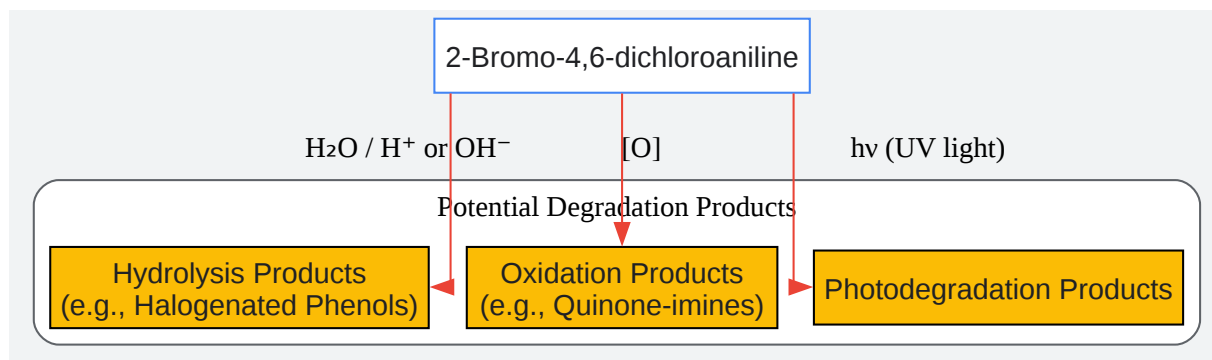 2-Bromo-4,6-dichloroaniline
H₂O / H⁺ or OH⁻
[O]
hν (UV light)
Potential Degradation Products
Hydrolysis Products
(e.g., Halogenated Phenols)
Oxidation Products
(e.g., Quinone-imines)
Photodegradation Products